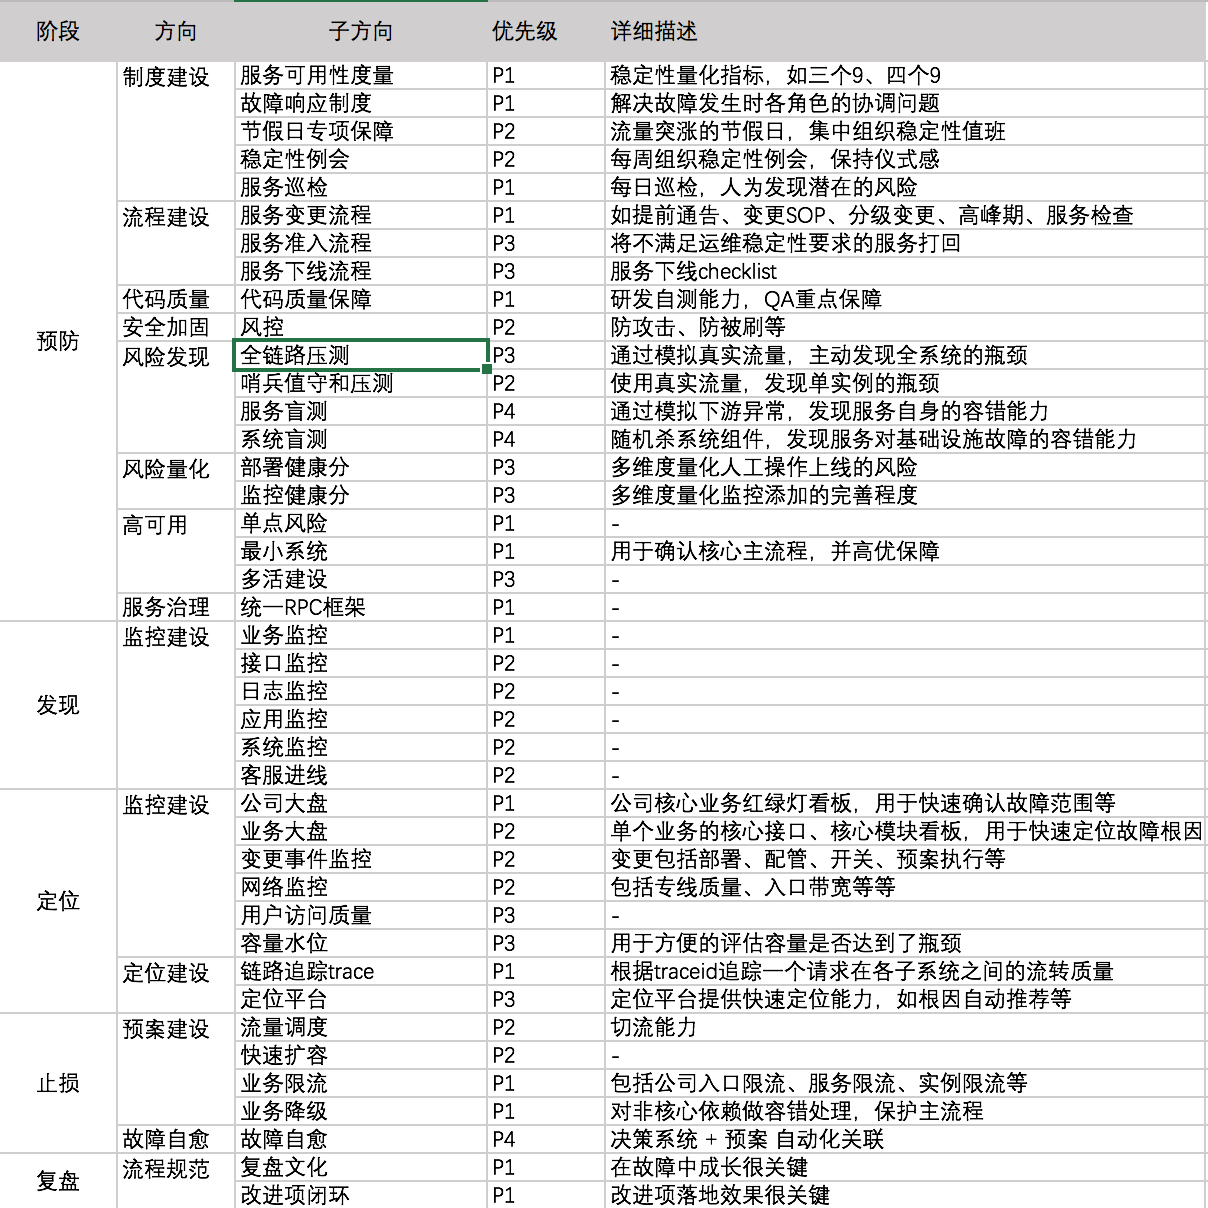 阶段 方向 子方向 优先级 详细描述
预防 制度建设 服务可用性度量 P1 稳定性量化指标，如三个9、四个9
故障响应制度 P1 解决故障发生时各角色的协调问题
节假日专项保障 P2 流量突涨的节假日，集中组织稳定性值班
稳定性例会 P2 每周组织稳定性例会，保持仪式感
服务巡检 P1 每日巡检，人为发现潜在的风险
流程建设 服务变更流程 P1 如提前通告、变更SOP、分级变更、高峰期、服务检查
服务准入流程 P3 将不满足运维稳定性要求的服务打回
服务下线流程 P3 服务下线checklist
代码质量 代码质量保障 P1 研发自测能力，QA重点保障
安全加固 风控 P2 防攻击、防被刷等
风险发现 全链路压测 P3 通过模拟真实流量，主动发现全系统的瓶颈
哨兵值守和压测 P2 使用真实流量，发现单实例的瓶颈
服务盲测 P4 通过模拟下游异常，发现服务自身的容错能力
系统盲测 P4 随机杀系统组件，发现服务对基础设施故障的容错能力
风险量化 部署健康分 P3 多维度量化人工操作上线的风险
监控健康分 P3 多维度量化监控添加的完善程度
高可用 单点风险 P1 -
最小系统 P1 用于确认核心主流程，并高优保障
多活建设 P3 -
服务治理 统一RPC框架 P1 -
发现 监控建设 业务监控 P1 -
接口监控 P2 -
日志监控 P2 -
应用监控 P2 -
系统监控 P2 -
客服进线 P2 -
定位 监控建设 公司大盘 P1 公司核心业务红绿灯看板，用于快速确认故障范围等
业务大盘 P2 单个业务的核心接口、核心模块看板，用于快速定位故障根因
变更事件监控 P2 变更包括部署、配管、开关、预案执行等
网络监控 P2 包括专线质量、入口带宽等等
用户访问质量 P3 -
容量水位 P3 用于方便的评估容量是否达到了瓶颈
定位建设 链路追踪trace P1 根据traceid追踪一个请求在各子系统之间的流转质量
定位平台 P3 定位平台提供快速定位能力，如根因自动推荐等
止损 预案建设 流量调度 P2 切流能力
快速扩容 P2 -
业务限流 P1 包括公司入口限流、服务限流、实例限流等
业务降级 P1 对非核心依赖做容错处理，保护主流程
故障自愈 故障自愈 P4 决策系统 + 预案 自动化关联
复盘 流程规范 复盘文化 P1 在故障中成长很关键
改进项闭环 P1 改进项落地效果很关键